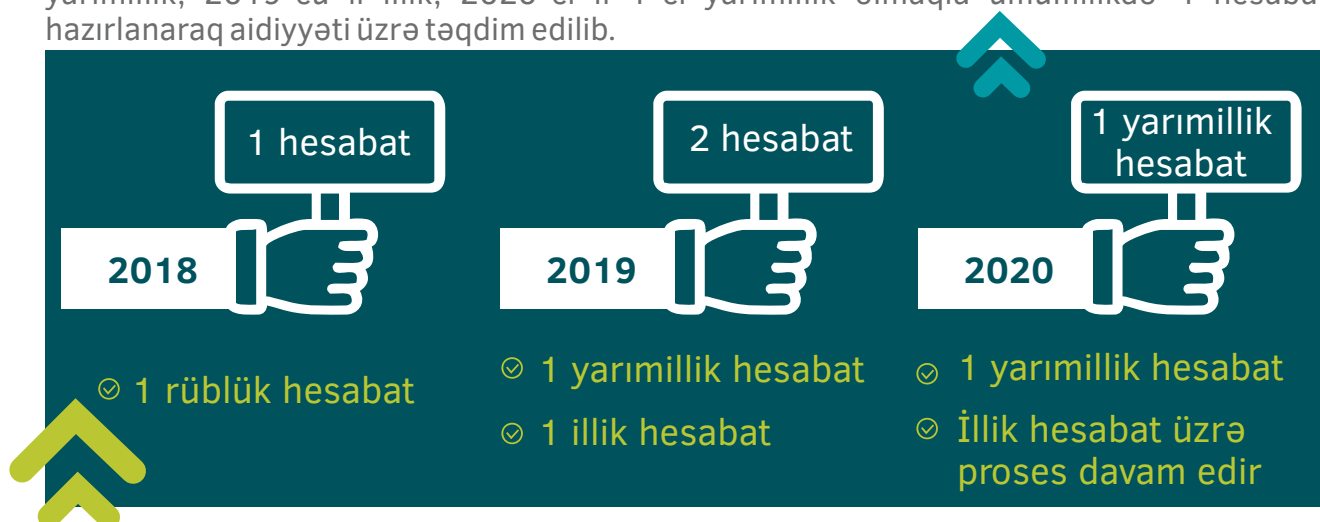 hazırlanaraq aidiyyəti üzrə təqdim edilib.
1 hesabat
2 hesabat
1 yarımillik
hesabat
2018
2019
2020
1 rüblük hesabat
1 yarımillik hesabat
1 illik hesabat
1 yarımillik hesabat
İllik hesabat üzrə
proses davam edir